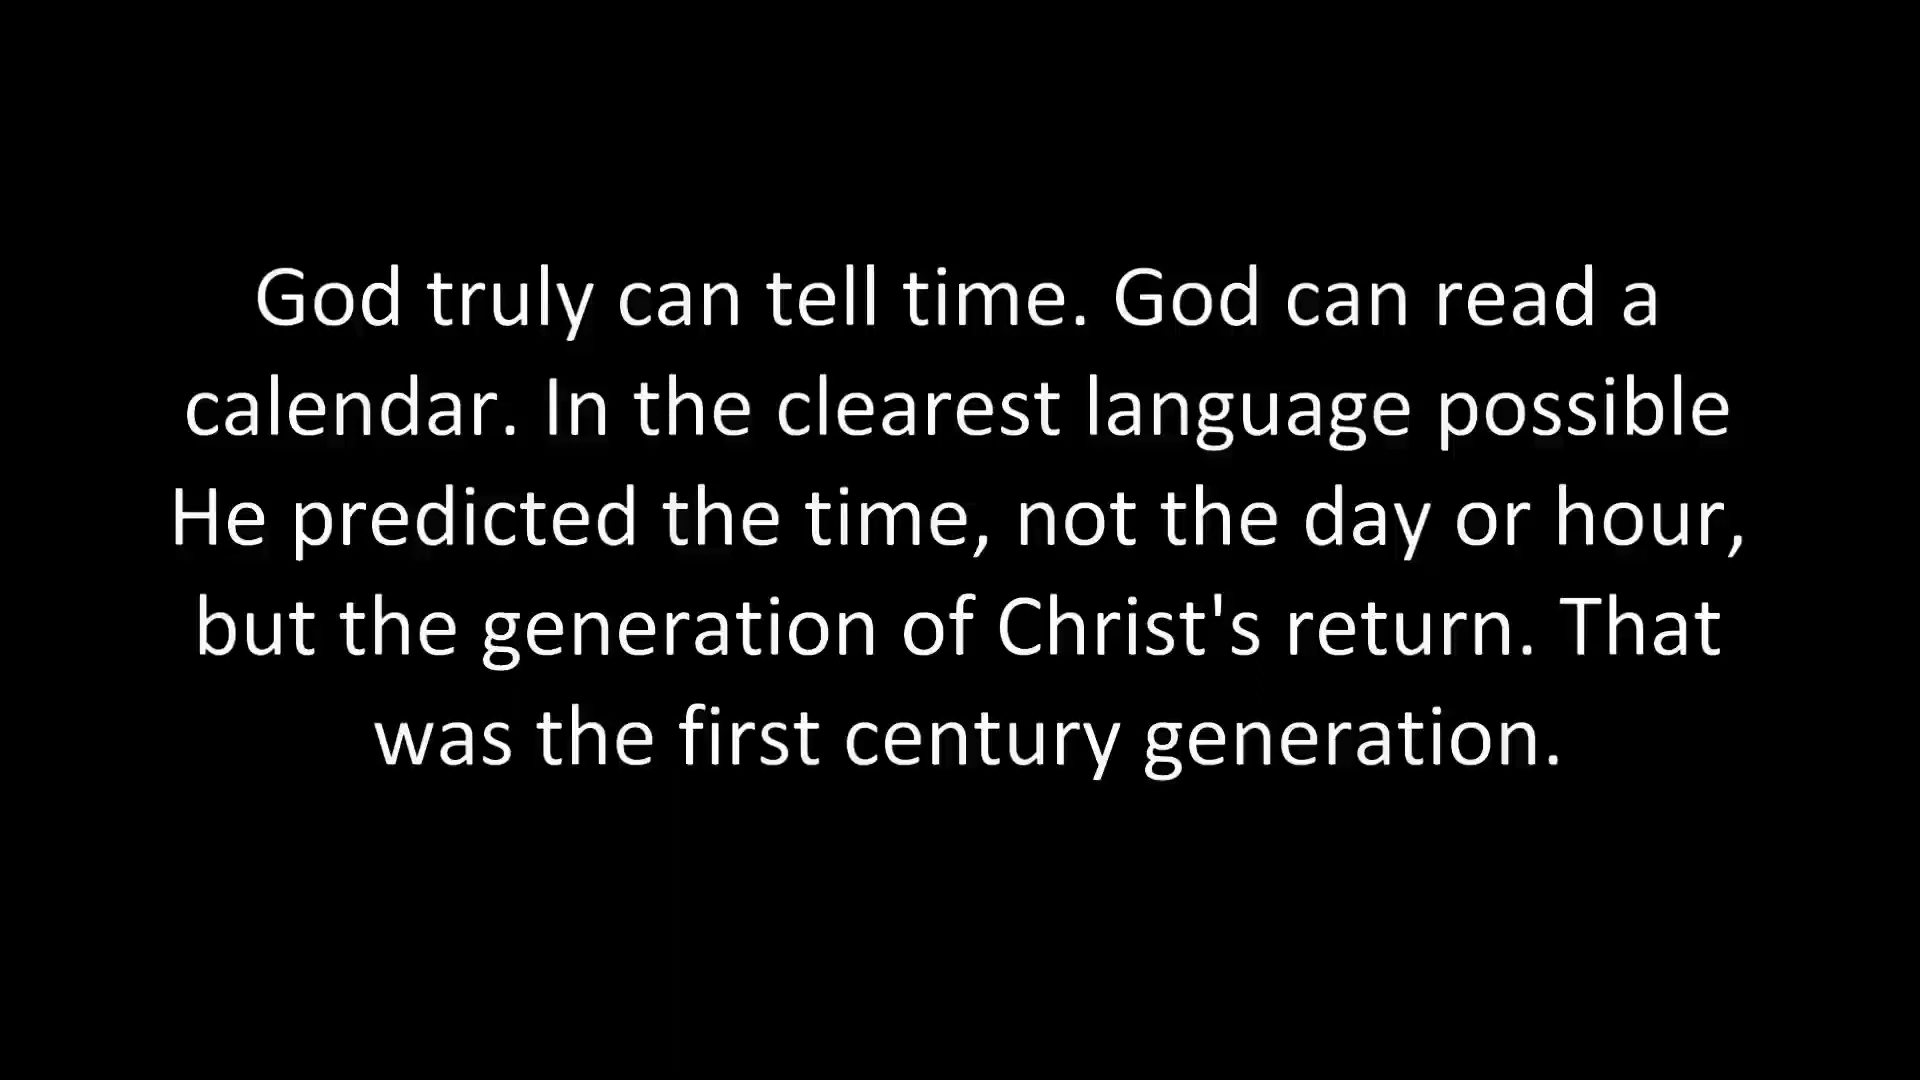 God truly can tell time. God can read a
calendar. In the clearest language possible
He predicted the time, not the day or hour,
but the generation of Christ's return. That
was the first century generation.